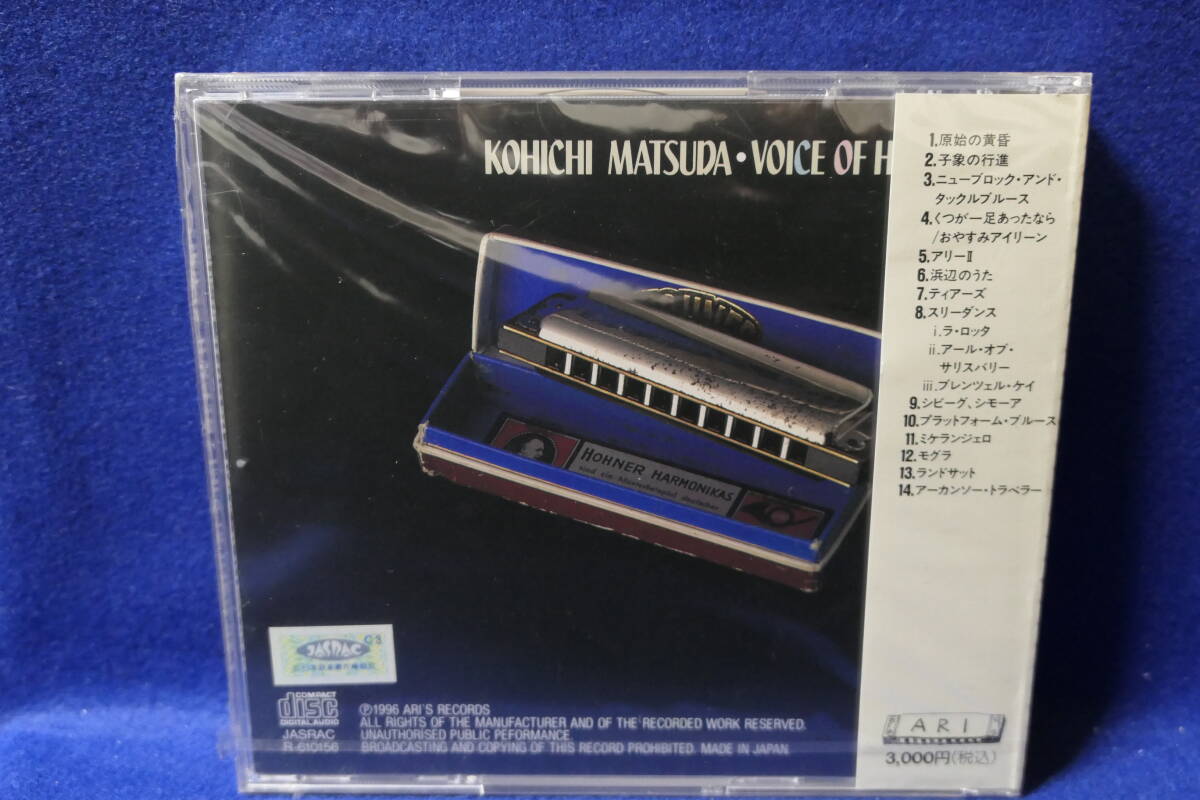 KOHICHI MATSUDA・VOICE OF H
1.原始の黄昏
2.子象の行進
3.ニューブロック・アンド・
タックルブルース
4.くつが一足あったなら
/おやすみアイリーン
5.アリーⅡ
6.浜辺のうた
7.ティアーズ
8.スリーダンス
i.ラ・ロッタ
ii.アール・オブ・
サリスバリー
iii.ブレンツェル・ケイ
9.シビーグ、シモーア
10.プラットフォーム・ブルース
11.ミケランジェロ
12.モグラ
13.ランドサット
14.アーカンソー・トラベラー
HOHNER HARMONIKAS
JASRAC
COMPACT
disc
DIGITAL AUDIO
JASRAC
R-610156
Ⓟ1996 ARI'S RECORDS
ALL RIGHTS OF THE MANUFACTURER AND OF THE RECORDED WORK RESERVED.
UNAUTHORISED PUBLIC PEFORMANCE
BROADCASTING AND COPYING OF THIS RECORD PROHIBITED. MADE IN JAPAN
ARI
3,000円(税込)